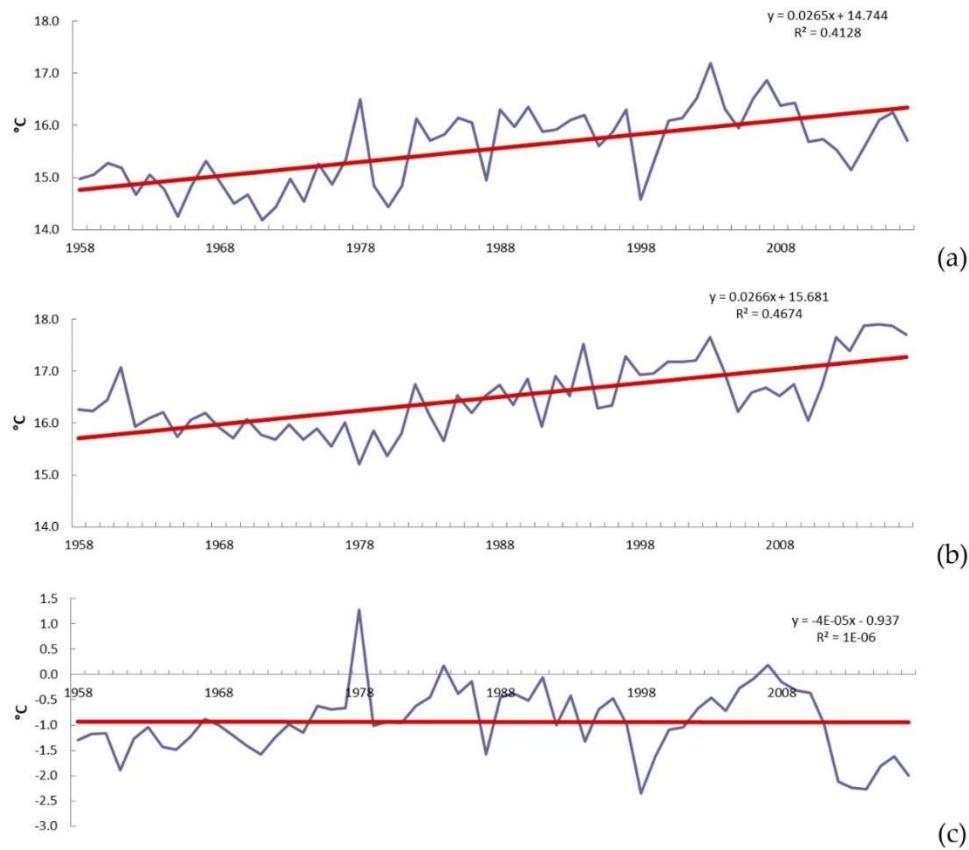 18.0
y = 0.0265x + 14.744
R² = 0.4128
17.0
°C
16.0
15.0
14.0
1958 1968 1978 1988 1998 2008
(a)
18.0
y = 0.0266x + 15.681
R² = 0.4674
17.0
°C
16.0
15.0
14.0
1958 1968 1978 1988 1998 2008
(b)
1.5
1.0
y = -4E-05x - 0.937
R² = 1E-06
0.5
0.0
1958 1968 1978 1988 1998 2008
-0.5
°C
-1.0
-1.5
-2.0
-2.5
-3.0
(c)